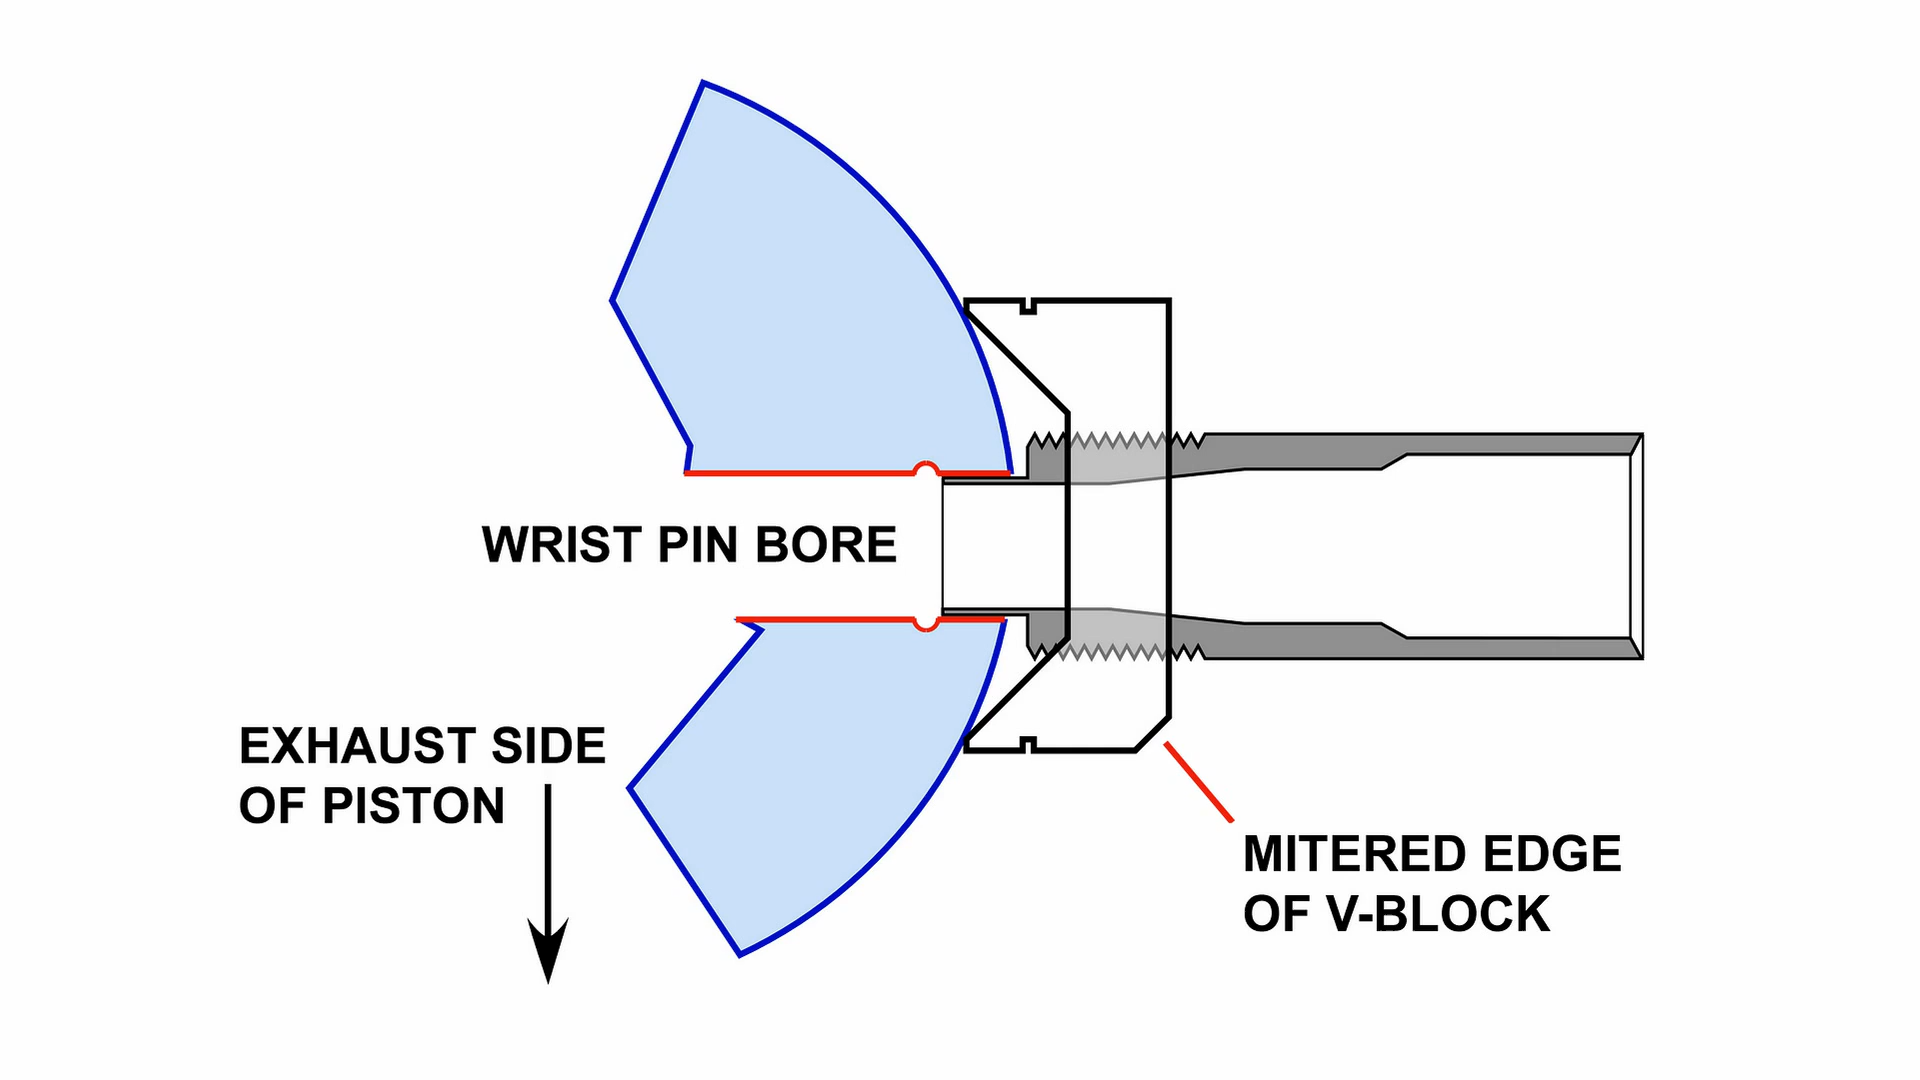 WRIST PIN BORE
EXHAUST SIDE
OF PISTON
MITERED EDGE
OF V-BLOCK